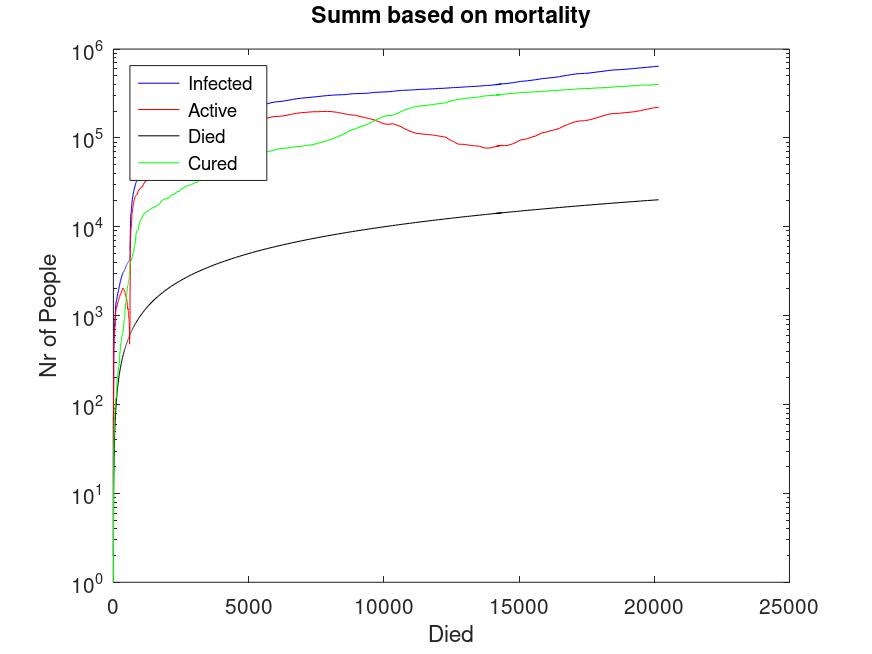 Summ based on mortality
10^6
10^5
10^4
10^3
10^2
10^1
10^0
Nr of People
Infected
Active
Died
Cured
0 5000 10000 15000 20000 25000
Died